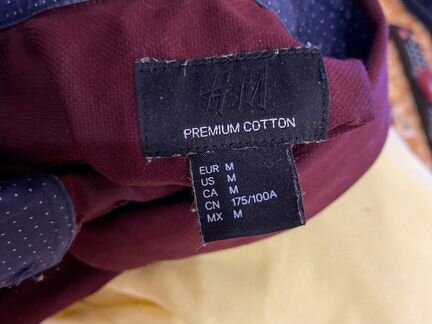 H&M
PREMIUM COTTON
EUR M
US M
CA M
CN 175/100A
MX M